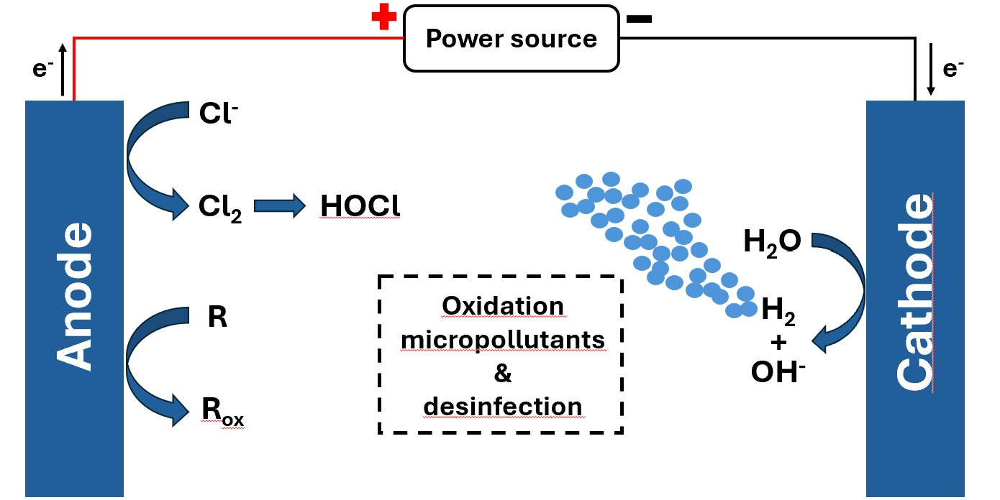 +
Power source
−
e⁻
e⁻
Cl⁻
Cl₂
HOCl
Anode
R
Rₒₓ
Oxidation
micropollutants
&
desinfection
H₂O
H₂
+
OH⁻
Cathode